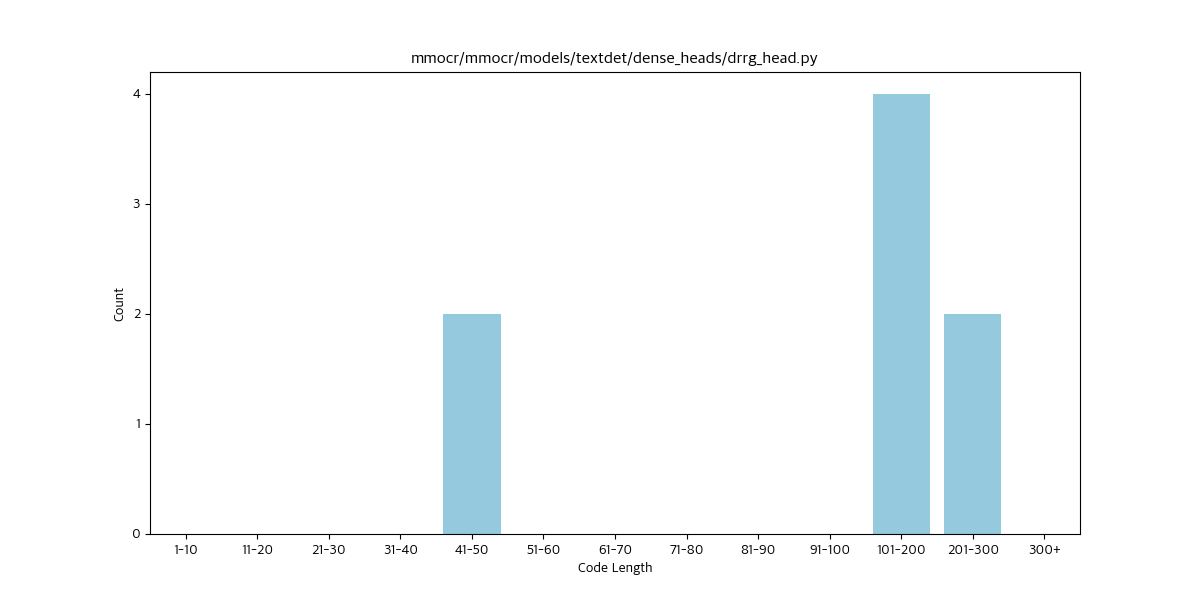 mmocr/mmocr/models/textdet/dense_heads/drrg_head.py
4
3
2
1
0
Count
1-10 11-20 21-30 31-40 41-50 51-60 61-70 71-80 81-90 91-100 101-200 201-300 300+
Code Length